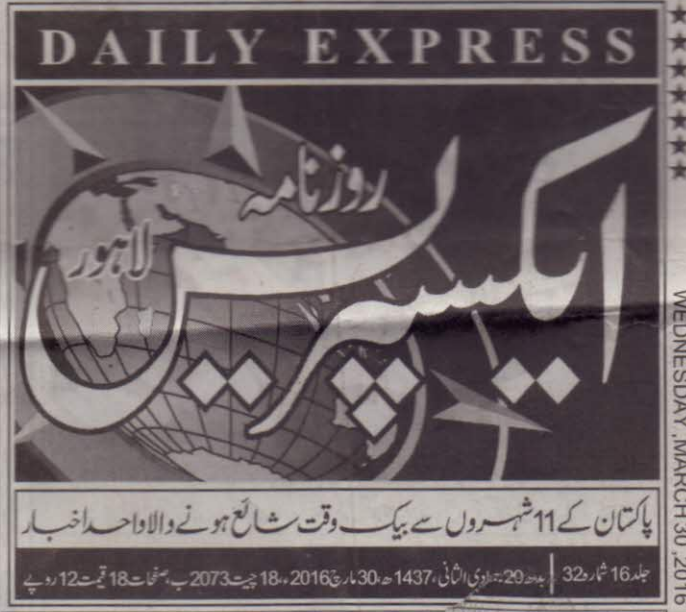 DAILY EXPRESS
روزنامہ
ایکسپریس
لاہور
پاکستان کے 11 شہروں سے بیک وقت شائع ہونے والا واحد اخبار
جلد 16 شمارہ 32 | بدھ 20 جمادی الثانی، 1437ھ، 30 مارچ 2016ء، 18 چیت 2073 ب، صفحات 18 قیمت 12 روپے
WEDNESDAY, MARCH 30, 2016